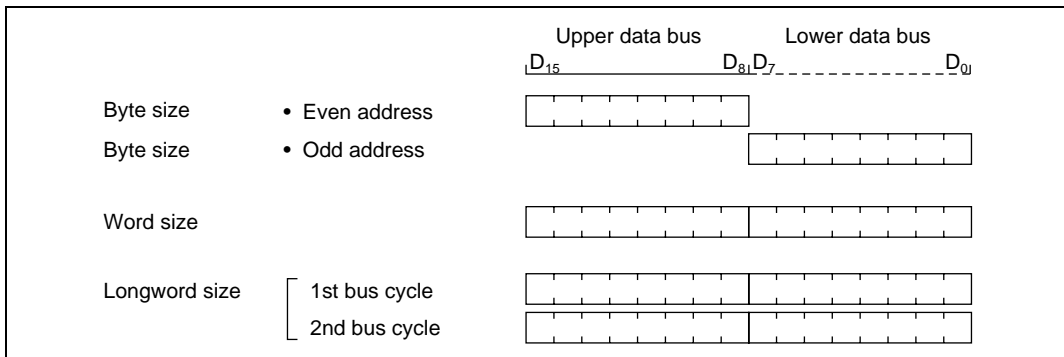 Upper data bus Lower data bus
D15 D8 D7 D0
Byte size • Even address
Byte size • Odd address
Word size
Longword size 1st bus cycle
2nd bus cycle